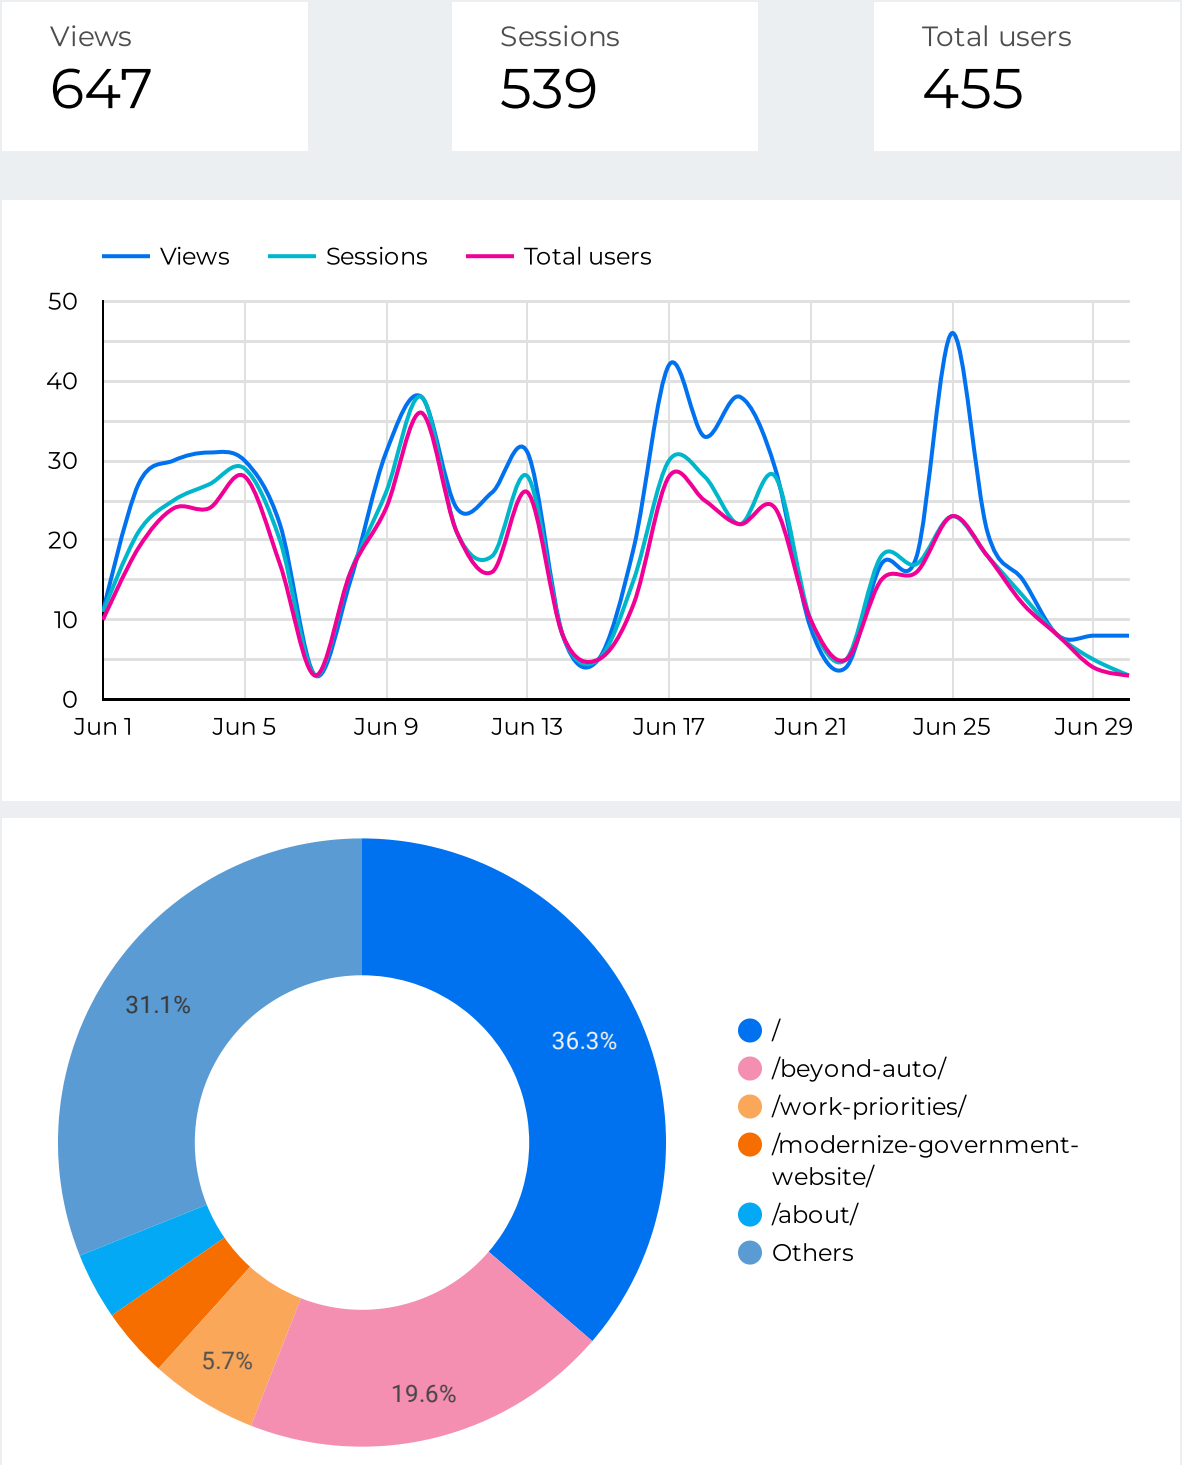 Views
647
Sessions
539
Total users
455
Views
Sessions
Total users
50
40
30
20
10
0
Jun 1
Jun 5
Jun 9
Jun 13
Jun 17
Jun 21
Jun 25
Jun 29
31.1%
36.3%
5.7%
19.6%
/
/beyond-auto/
/work-priorities/
/modernize-government-
website/
/about/
Others